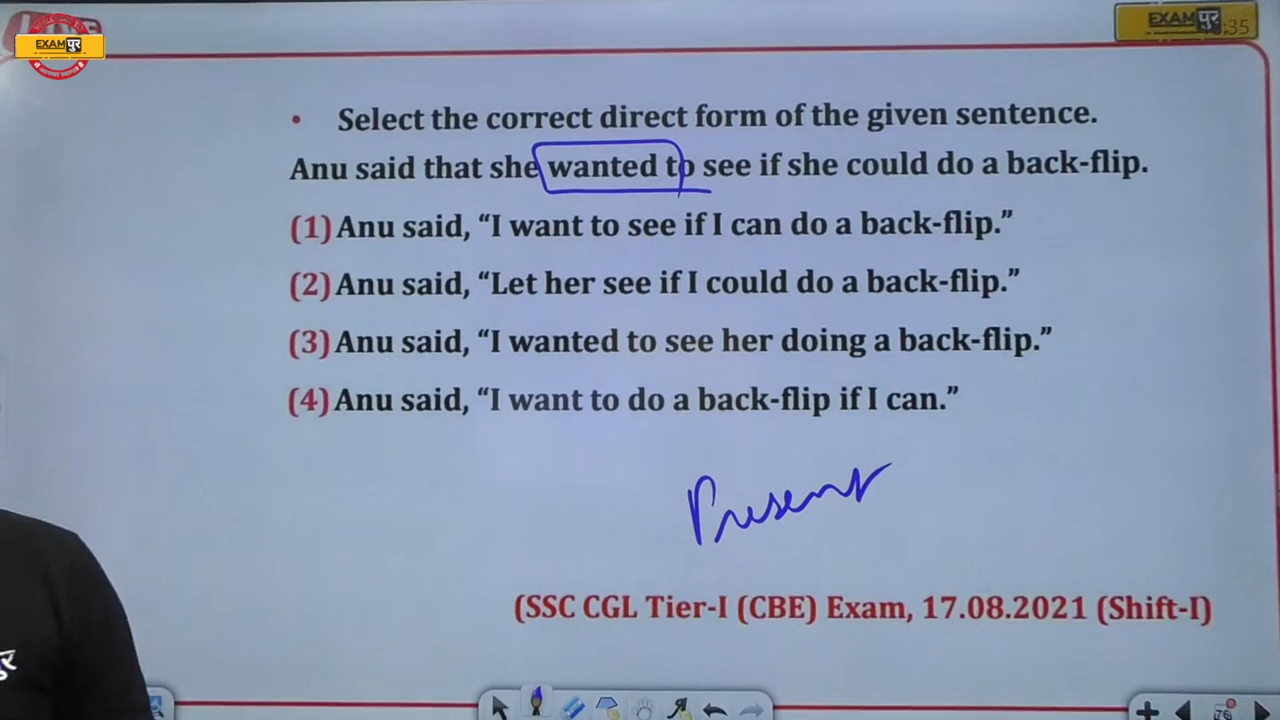 EXAMपुर
EXAMपुर
:35
• Select the correct direct form of the given sentence.
Anu said that she wanted to see if she could do a back-flip.
(1) Anu said, “I want to see if I can do a back-flip.”
(2) Anu said, “Let her see if I could do a back-flip.”
(3) Anu said, “I wanted to see her doing a back-flip.”
(4) Anu said, “I want to do a back-flip if I can.”
Present
(SSC CGL Tier-I (CBE) Exam, 17.08.2021 (Shift-I)
76